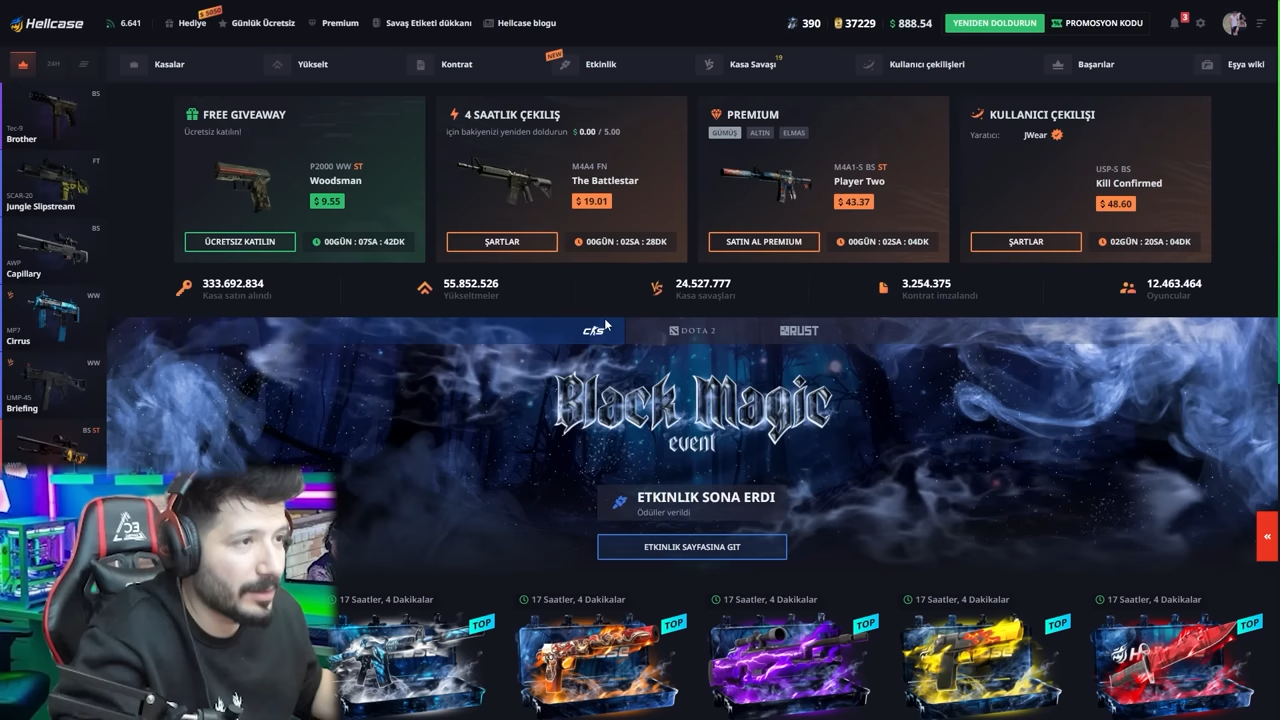 Hellcase
6.641
Hediye
$ 5050
Günlük Ücretsiz
Premium
Savaş Etiketi dükkanı
Hellcase blogu
390
37229
$ 888.54
YENİDEN DOLDURUN
PROMOSYON KODU
3
24H
Kasalar
Yükselt
Kontrat
NEW
Etkinlik
Kasa Savaşı
19
Kullanıcı çekilişleri
Başarılar
Eşya wiki
BS
Tec-9
Brother
FT
SCAR-20
Jungle Slipstream
BS
AWP
Capillary
WW
MP7
Cirrus
WW
UMP-45
Briefing
BS ST
AWP
FREE GIVEAWAY
Ücretsiz katılın!
P2000 WW ST
Woodsman
$ 9.55
ÜCRETSIZ KATILIN
00GÜN : 07SA : 42DK
4 SAATLIK ÇEKILIŞ
için bakiyenizi yeniden doldurun $ 0.00 / 5.00
M4A4 FN
The Battlestar
$ 19.01
ŞARTLAR
00GÜN : 02SA : 28DK
PREMIUM
GÜMÜŞ
ALTIN
ELMAS
M4A1-S BS ST
Player Two
$ 43.37
SATIN AL PREMIUM
00GÜN : 02SA : 04DK
KULLANICI ÇEKILIŞI
Yaratıcı:
JWear
USP-S BS
Kill Confirmed
$ 48.60
ŞARTLAR
02GÜN : 20SA : 04DK
333.692.834
Kasa satın alındı
55.852.526
Yükseltmeler
24.527.777
Kasa savaşları
3.254.375
Kontrat imzalandı
12.463.464
Oyuncular
CS
DOTA 2
RUST
Black Magic
event
ETKINLIK SONA ERDI
Ödüller verildi
ETKINLIK SAYFASINA GIT
«
17 Saatler, 4 Dakikalar
17 Saatler, 4 Dakikalar
17 Saatler, 4 Dakikalar
17 Saatler, 4 Dakikalar
17 Saatler, 4 Dakikalar
TOP
TOP
TOP
TOP
TOP